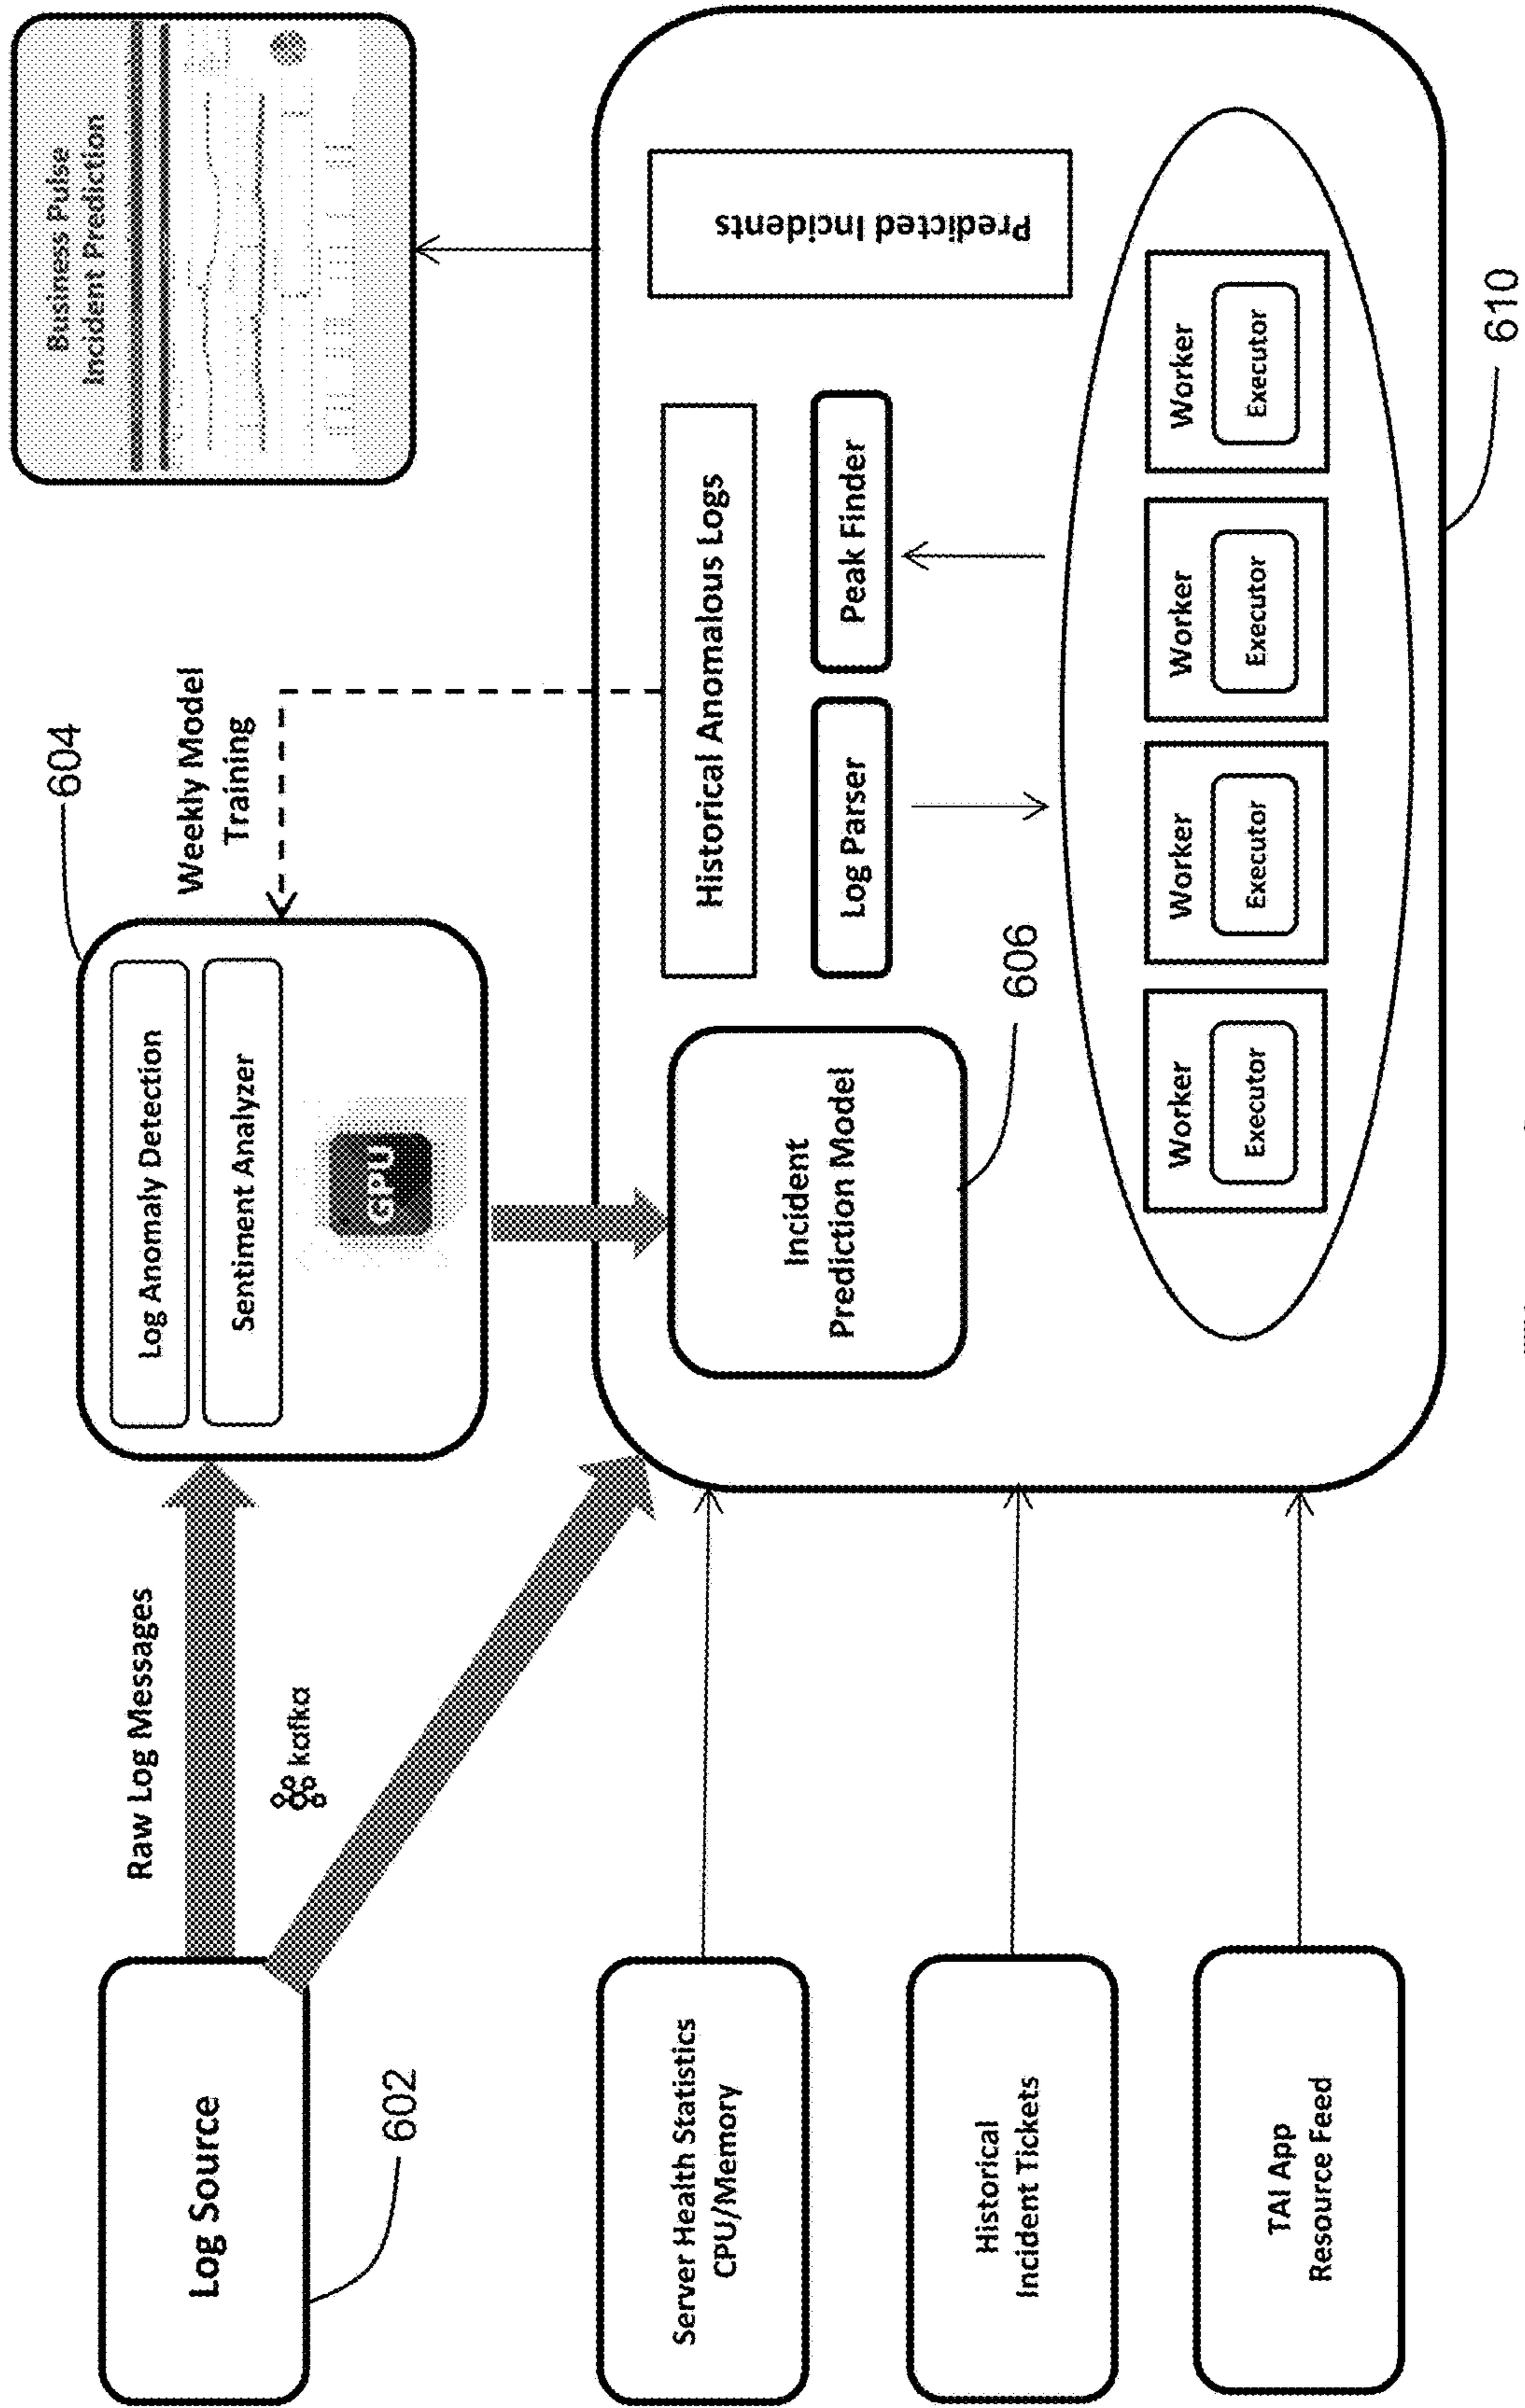 Log Source
602
Raw Log Messages
kafka
Server Health Statistics
CPU/Memory
Historical
Incident Tickets
TAI App
Resource Feed
604
Log Anomaly Detection
Sentiment Analyzer
GPU
Weekly Model
Training
Business Pulse
Incident Prediction
Incident
Prediction Model
606
Historical Anomalous Logs
Log Parser
Peak Finder
Predicted Incidents
Worker
Executor
Worker
Executor
Worker
Executor
Worker
Executor
610